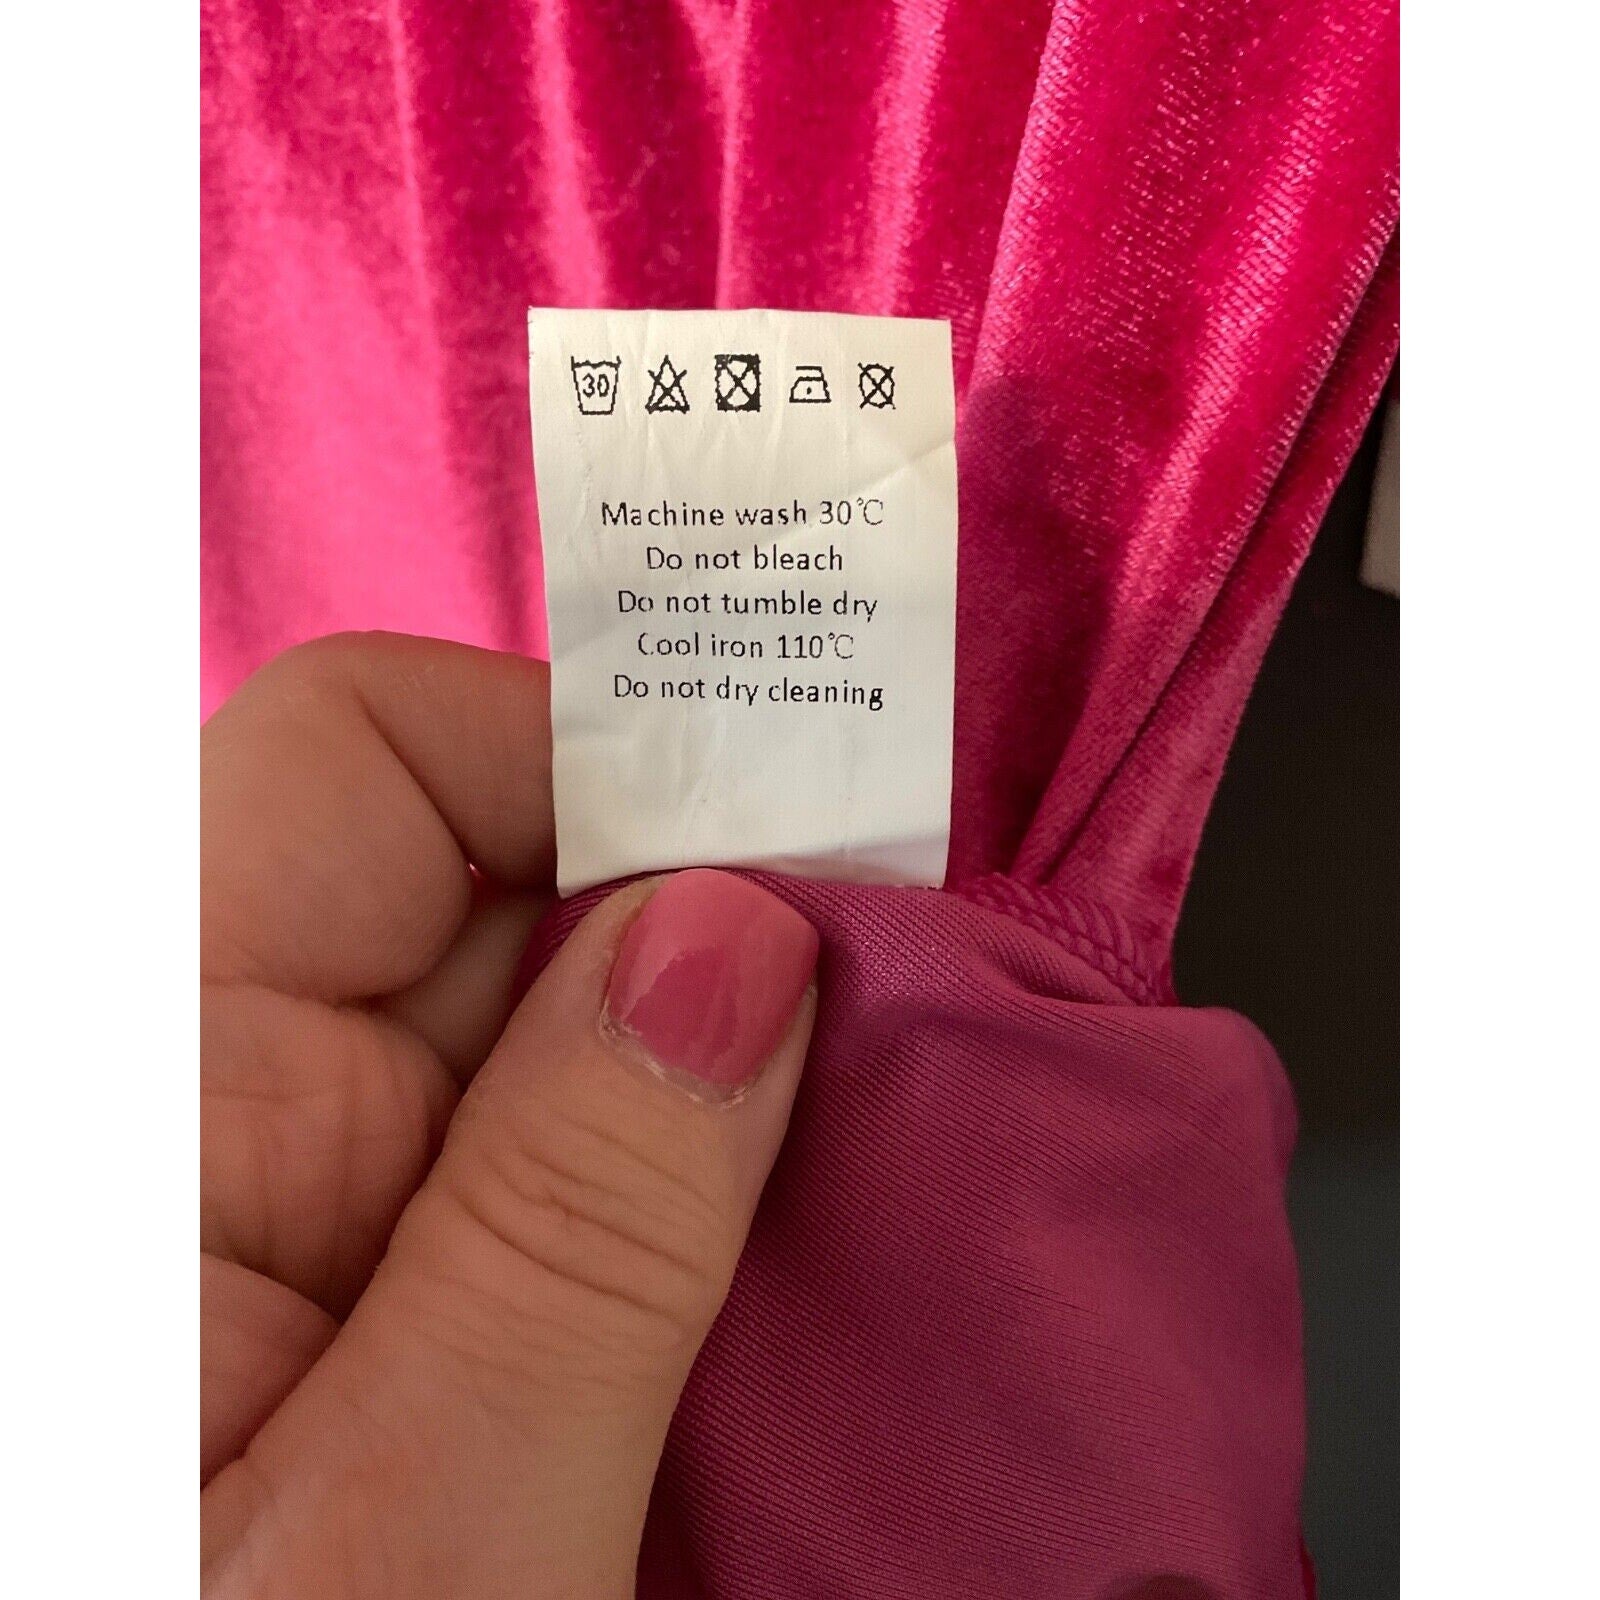 30
Machine wash 30℃
Do not bleach
Do not tumble dry
Cool iron 110℃
Do not dry cleaning